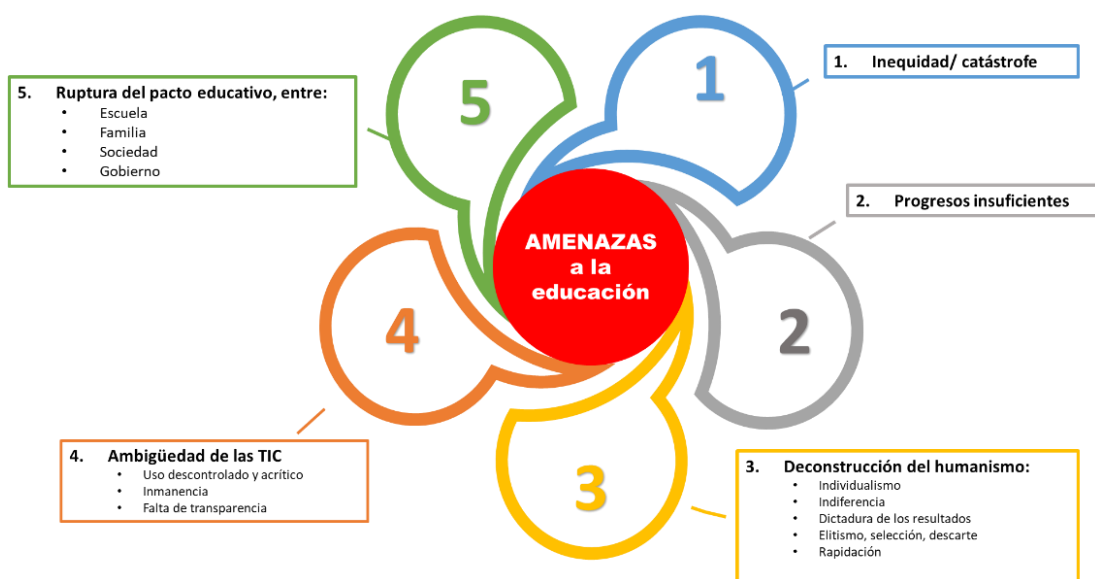 AMENAZAS
a la
educación
1
1. Inequidad/ catástrofe
2
2. Progresos insuficientes
3
3. Deconstrucción del humanismo:
• Individualismo
• Indiferencia
• Dictadura de los resultados
• Elitismo, selección, descarte
• Rapidación
4
4. Ambigüedad de las TIC
• Uso descontrolado y acrítico
• Inmanencia
• Falta de transparencia
5
5. Ruptura del pacto educativo, entre:
• Escuela
• Familia
• Sociedad
• Gobierno